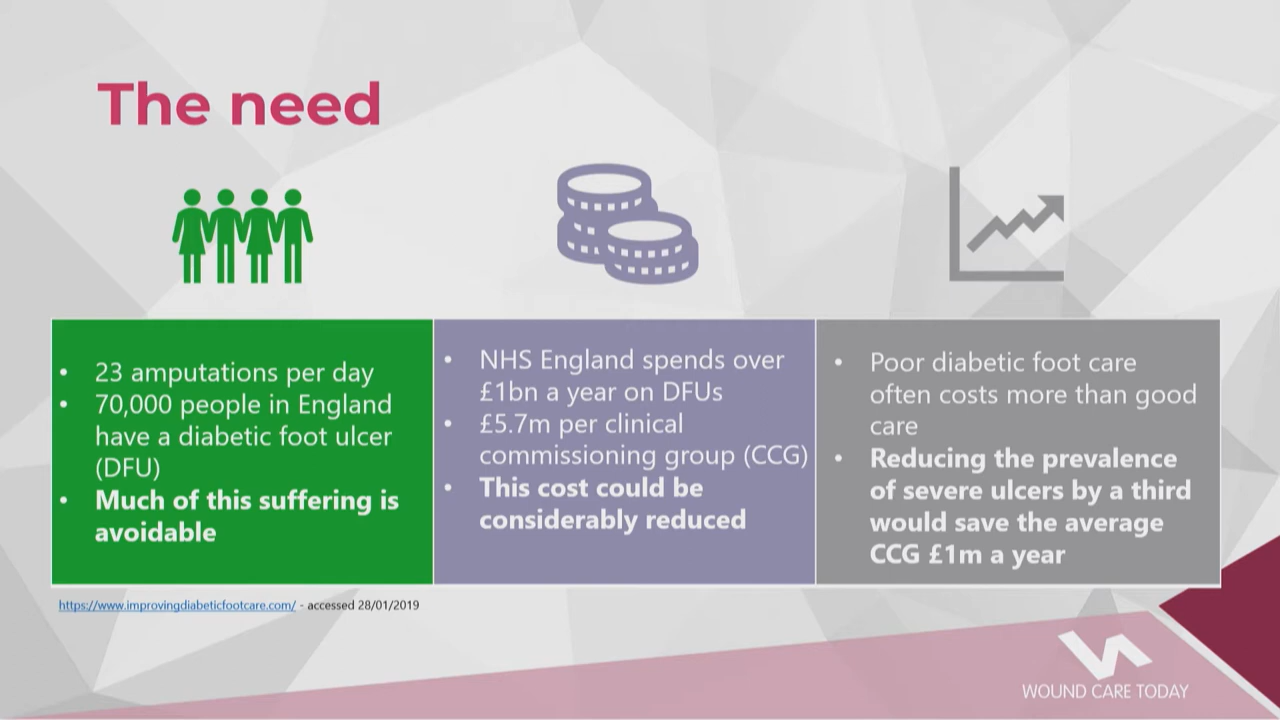 The need
• 23 amputations per day
• 70,000 people in England
have a diabetic foot ulcer
(DFU)
• Much of this suffering is
avoidable
• NHS England spends over
£1bn a year on DFUs
• £5.7m per clinical
commissioning group (CCG)
• This cost could be
considerably reduced
• Poor diabetic foot care
often costs more than good
care
• Reducing the prevalence
of severe ulcers by a third
would save the average
CCG £1m a year
https://www.improvingdiabeticfootcare.com/ - accessed 28/01/2019
WOUND CARE TODAY